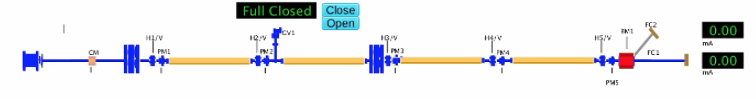 Full Closed
Close
Open
CM
H1/V
PM1
H2/V
PM2
CV1
H3/V
PM3
H4/V
PM4
H5/V
PM5
BM1
FC2
FC1
0.00
mA
0.00
mA